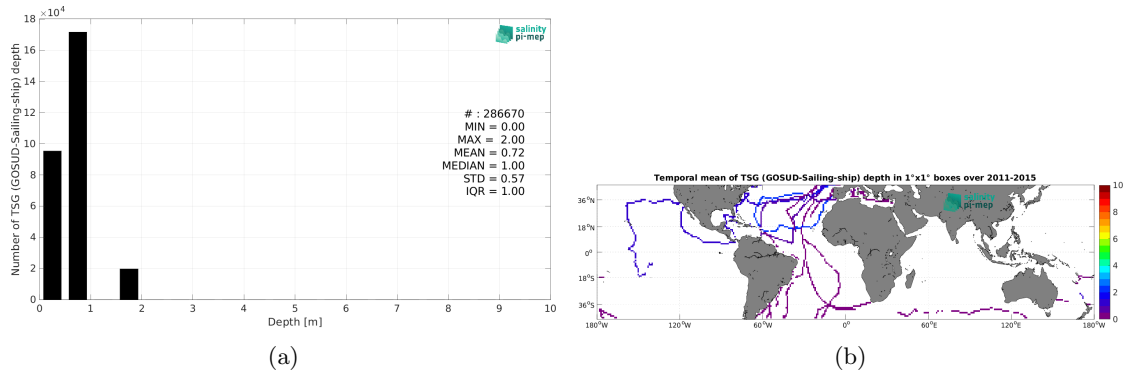 18
×10⁴
16
14
12
10
8
6
4
2
0
Number of TSG (GOSUD-Sailing-ship) depth
salinity
pi-mep
# : 286670
MIN = 0.00
MAX = 2.00
MEAN = 0.72
MEDIAN = 1.00
STD = 0.57
IQR = 1.00
0 1 2 3 4 5 6 7 8 9 10
Depth [m]
(a)
Temporal mean of TSG (GOSUD-Sailing-ship) depth in 1°x1° boxes over 2011-2015
salinity
pi-mep
36°N
18°N
0°
18°S
36°S
180°W 120°W 60°W 0° 60°E 120°E 180°W
10
8
6
4
2
0
(b)